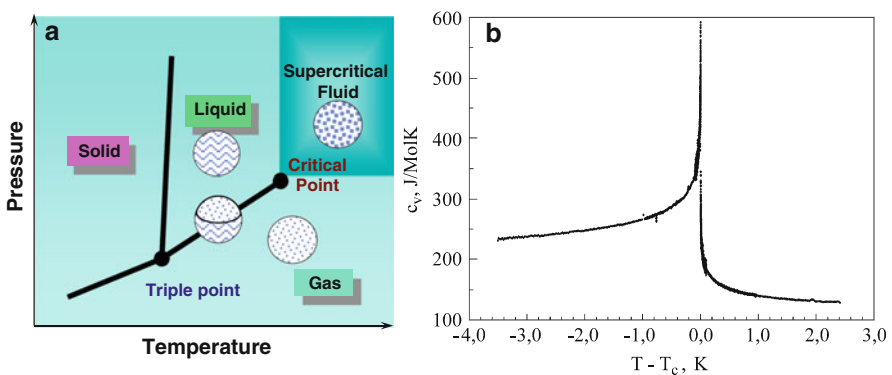 a
Pressure
Solid
Liquid
Supercritical
Fluid
Critical
Point
Triple point
Gas
Temperature
b
c_v, J/MolK
600
500
400
300
200
100
-4,0
-3,0
-2,0
-1,0
0,0
1,0
2,0
3,0
T - T_c , K